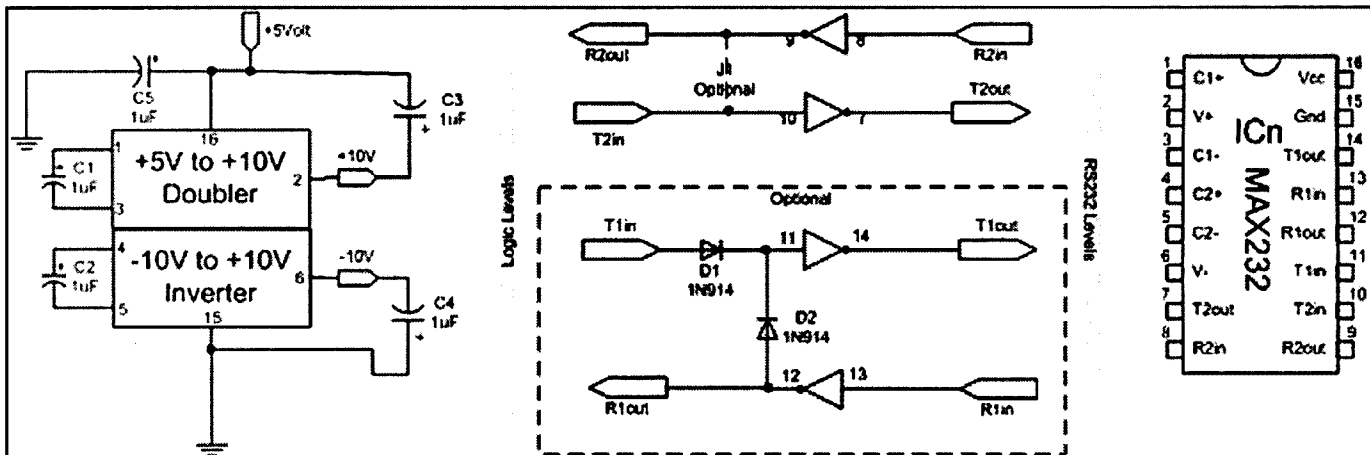 +5Volt
C5
1uF
C3
1uF
+
16
1
C1
1uF
3
+5V to +10V
Doubler
2
+10V
4
C2
1uF
5
-10V to +10V
Inverter
6
-10V
15
C4
1uF
+
R2out
9
8
R2in
J1
Optional
T2in
10
7
T2out
Logic Levels
RS232 Levels
Optional
T1in
D1
1N914
11
14
T1out
D2
1N914
R1out
12
13
R1in
ICn
MAX232
1 C1+
2 V+
3 C1-
4 C2+
5 C2-
6 V-
7 T2out
8 R2in
Vcc 16
Gnd 15
T1out 14
R1in 13
R1out 12
T1in 11
T2in 10
R2out 9